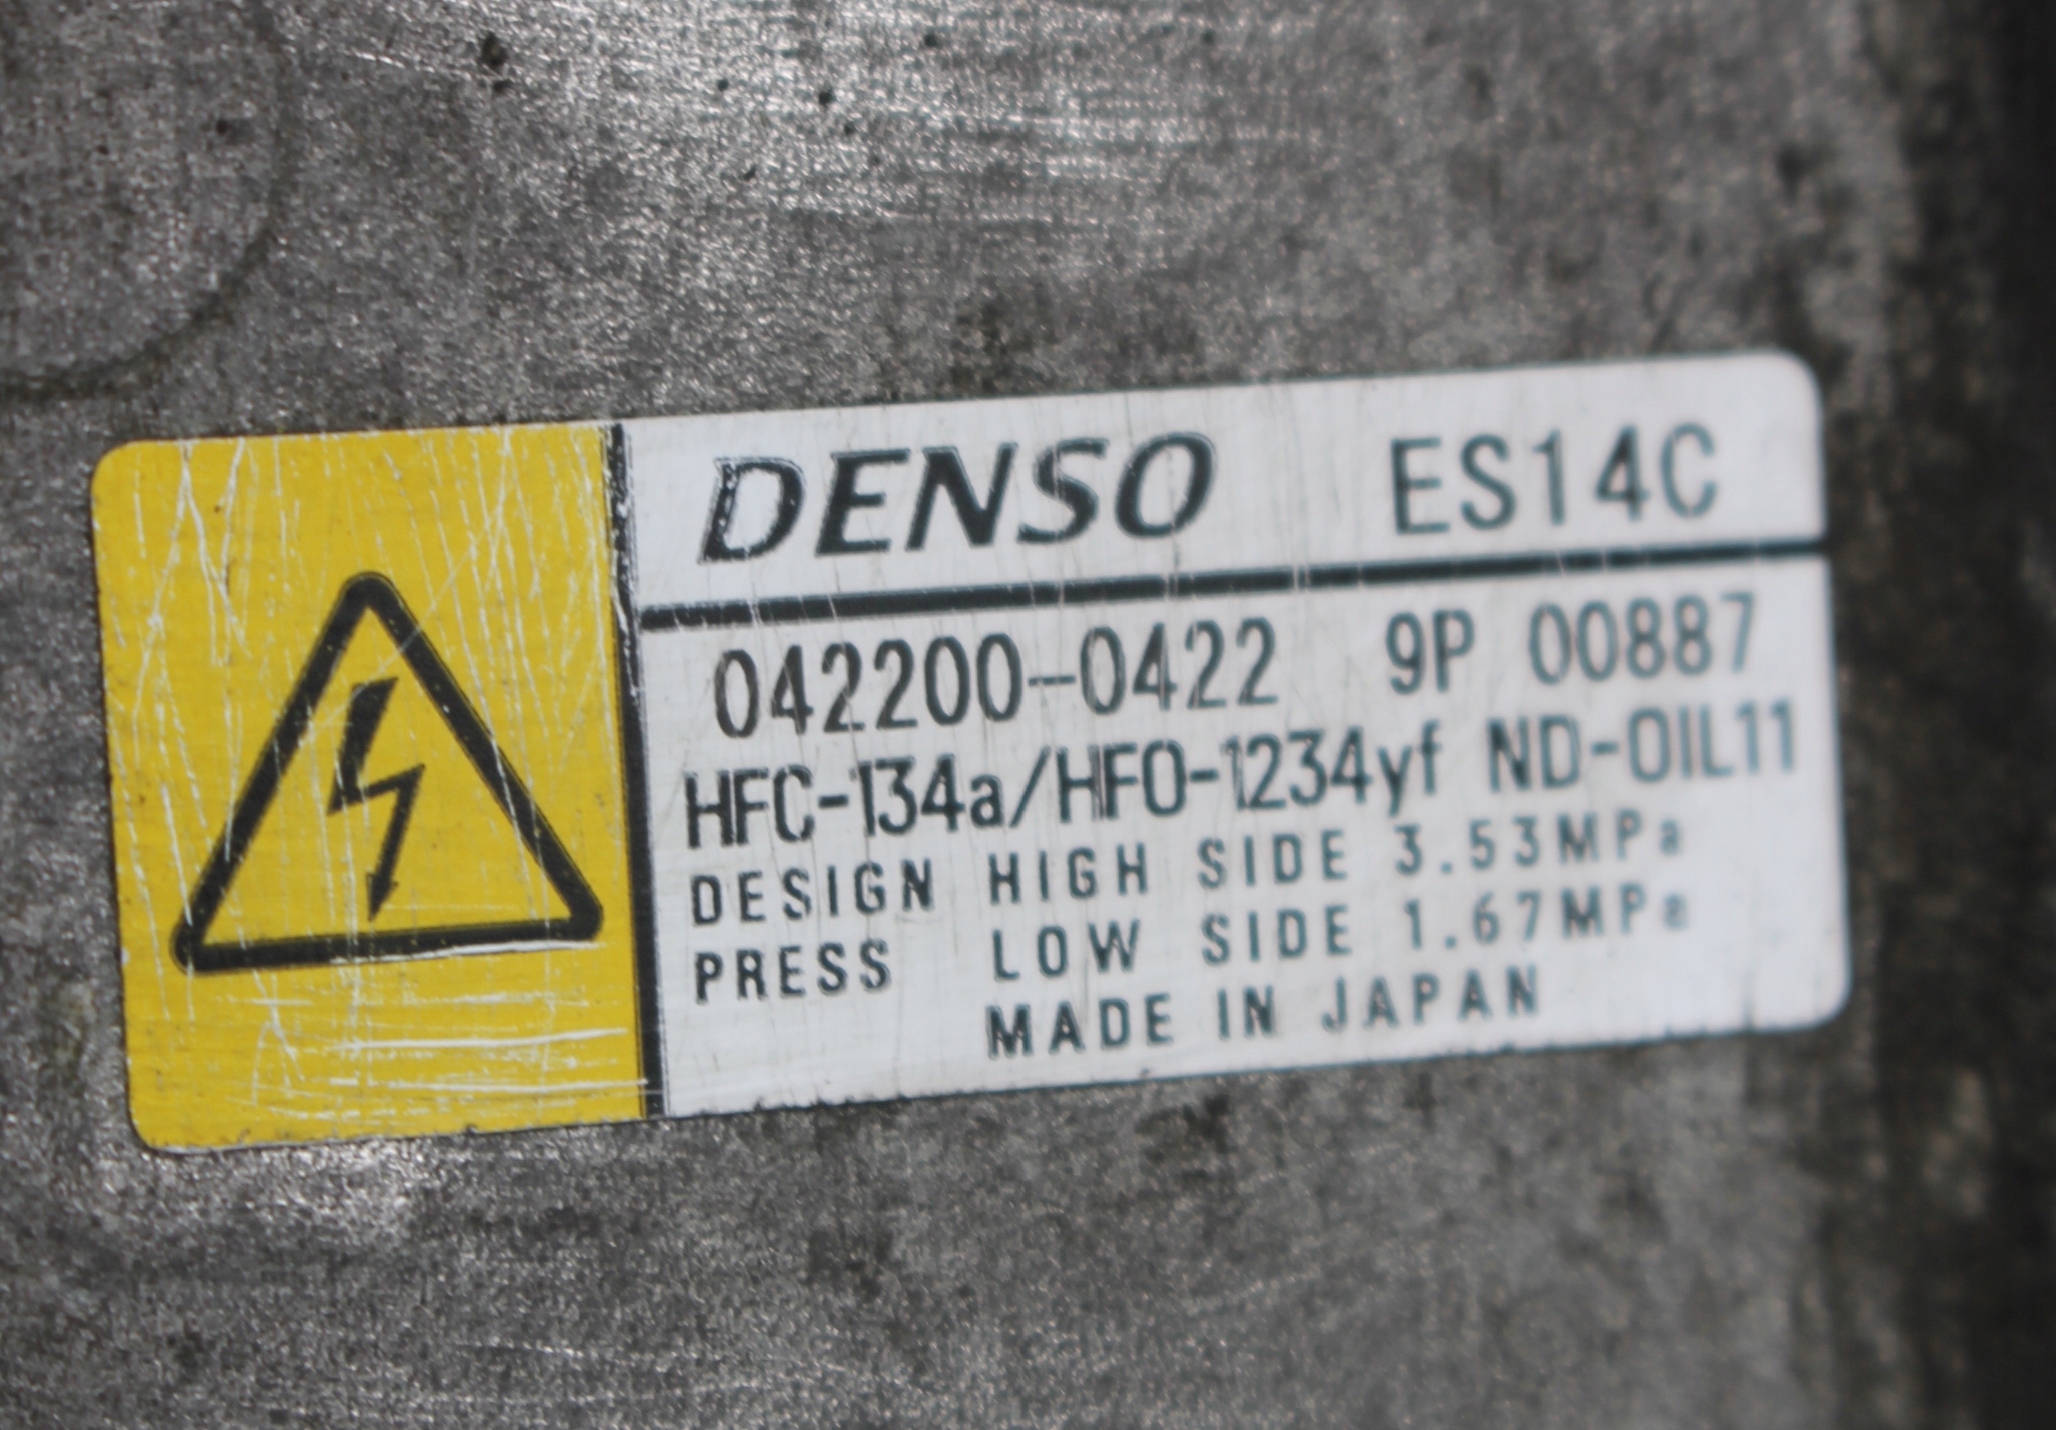 DENSO ES14C
042200-0422 9P 00887
HFC-134a/HFO-1234yf ND-OIL11
DESIGN HIGH SIDE 3.53MPa
PRESS LOW SIDE 1.67MPa
MADE IN JAPAN